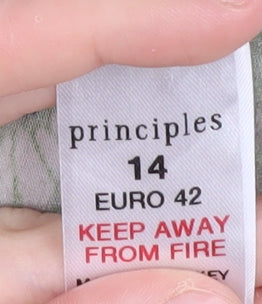 principles
14
EURO 42
KEEP AWAY
FROM FIRE